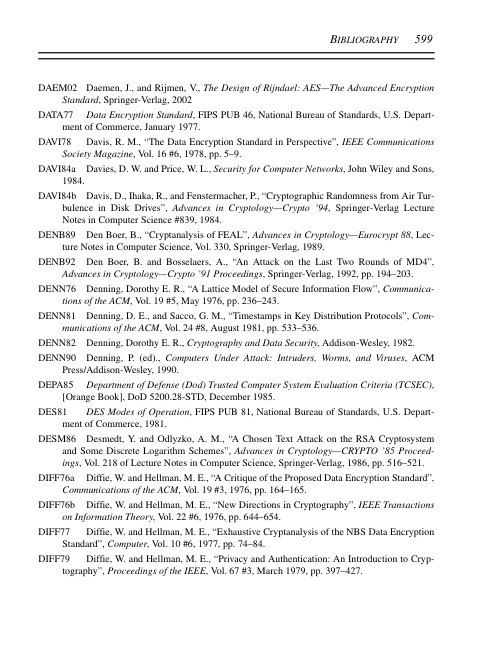 BIBLIOGRAPHY 599
DAEM02 Daemen, J., and Rijmen, V., The Design of Rijndael: AES—The Advanced Encryption
Standard, Springer-Verlag, 2002
DATA77 Data Encryption Standard, FIPS PUB 46, National Bureau of Standards, U.S. Depart-
ment of Commerce, January 1977.
DAVI78 Davis, R. M., “The Data Encryption Standard in Perspective”, IEEE Communications
Society Magazine, Vol. 16 #6, 1978, pp. 5–9.
DAVI84a Davies, D. W. and Price, W. L., Security for Computer Networks, John Wiley and Sons,
1984.
DAVI84b Davis, D., Ihaka, R., and Fenstermacher, P., “Cryptographic Randomness from Air Tur-
bulence in Disk Drives”, Advances in Cryptology—Crypto ’94, Springer-Verlag Lecture
Notes in Computer Science #839, 1984.
DENB89 Den Boer, B., “Cryptanalysis of FEAL”, Advances in Cryptology—Eurocrypt 88, Lec-
ture Notes in Computer Science, Vol. 330, Springer-Verlag, 1989.
DENB92 Den Boer, B. and Bosselaers, A., “An Attack on the Last Two Rounds of MD4”,
Advances in Cryptology—Crypto ’91 Proceedings, Springer-Verlag, 1992, pp. 194–203.
DENN76 Denning, Dorothy E. R., “A Lattice Model of Secure Information Flow”, Communica-
tions of the ACM, Vol. 19 #5, May 1976, pp. 236–243.
DENN81 Denning, D. E., and Sacco, G. M., “Timestamps in Key Distribution Protocols”, Com-
munications of the ACM, Vol. 24 #8, August 1981, pp. 533–536.
DENN82 Denning, Dorothy E. R., Cryptography and Data Security, Addison-Wesley, 1982.
DENN90 Denning, P. (ed)., Computers Under Attack: Intruders, Worms, and Viruses, ACM
Press/Addison-Wesley, 1990.
DEPA85 Department of Defense (Dod) Trusted Computer System Evaluation Criteria (TCSEC),
[Orange Book], DoD 5200.28-STD, December 1985.
DES81 DES Modes of Operation, FIPS PUB 81, National Bureau of Standards, U.S. Depart-
ment of Commerce, 1981.
DESM86 Desmedt, Y. and Odlyzko, A. M., “A Chosen Text Attack on the RSA Cryptosystem
and Some Discrete Logarithm Schemes”, Advances in Cryptology—CRYPTO ’85 Proceed-
ings, Vol. 218 of Lecture Notes in Computer Science, Springer-Verlag, 1986, pp. 516–521.
DIFF76a Diffie, W. and Hellman, M. E., “A Critique of the Proposed Data Encryption Standard”,
Communications of the ACM, Vol. 19 #3, 1976, pp. 164–165.
DIFF76b Diffie, W. and Hellman, M. E., “New Directions in Cryptography”, IEEE Transactions
on Information Theory, Vol. 22 #6, 1976, pp. 644–654.
DIFF77 Diffie, W. and Hellman, M. E., “Exhaustive Cryptanalysis of the NBS Data Encryption
Standard”, Computer, Vol. 10 #6, 1977, pp. 74–84.
DIFF79 Diffie, W. and Hellman, M. E., “Privacy and Authentication: An Introduction to Cryp-
tography”, Proceedings of the IEEE, Vol. 67 #3, March 1979, pp. 397–427.